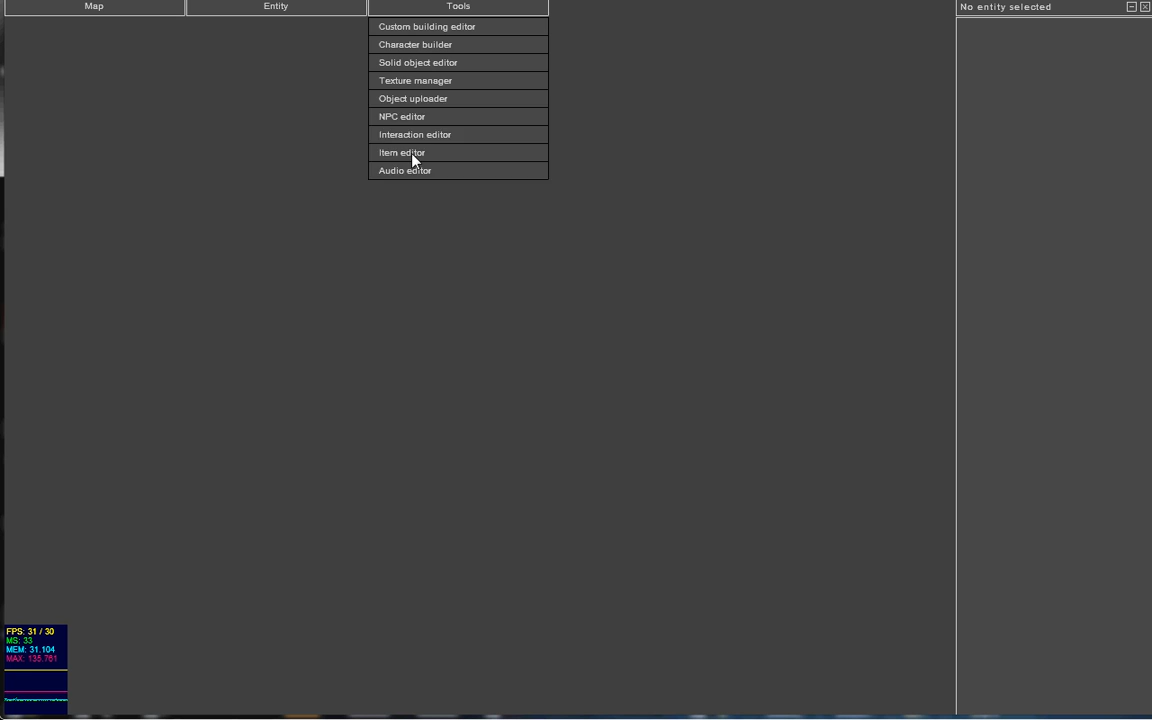 Map
Entity
Tools
No entity selected
Custom building editor
Character builder
Solid object editor
Texture manager
Object uploader
NPC editor
Interaction editor
Item editor
Audio editor
FPS: 31 / 30
MS: 33
MEM: 31.104
MAX: 135.761